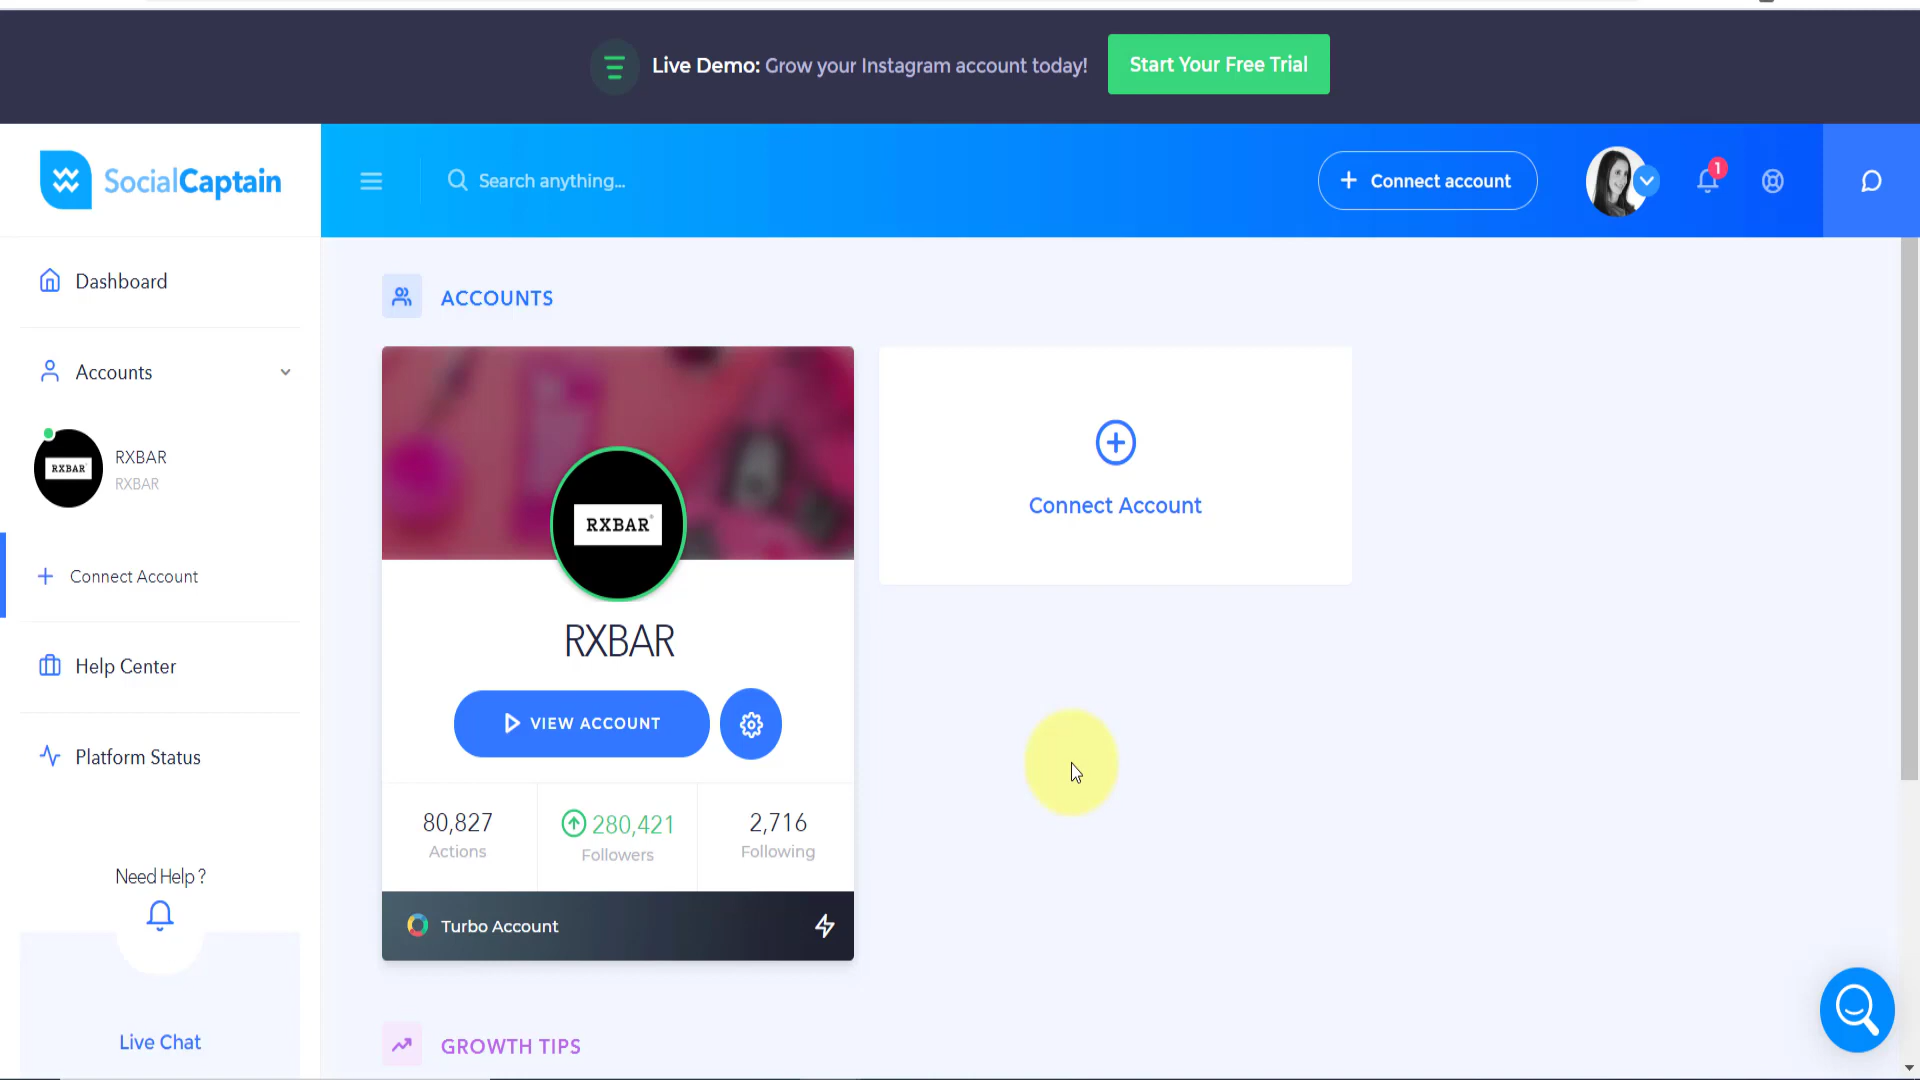 Live Demo: Grow your Instagram account today!
Start Your Free Trial
SocialCaptain
Search anything...
Connect account
1
Dashboard
Accounts
RXBAR
RXBAR
RXBAR
Connect Account
Help Center
Platform Status
Need Help ?
Live Chat
ACCOUNTS
RXBAR®
RXBAR
VIEW ACCOUNT
80,827
Actions
280,421
Followers
2,716
Following
Turbo Account
Connect Account
GROWTH TIPS